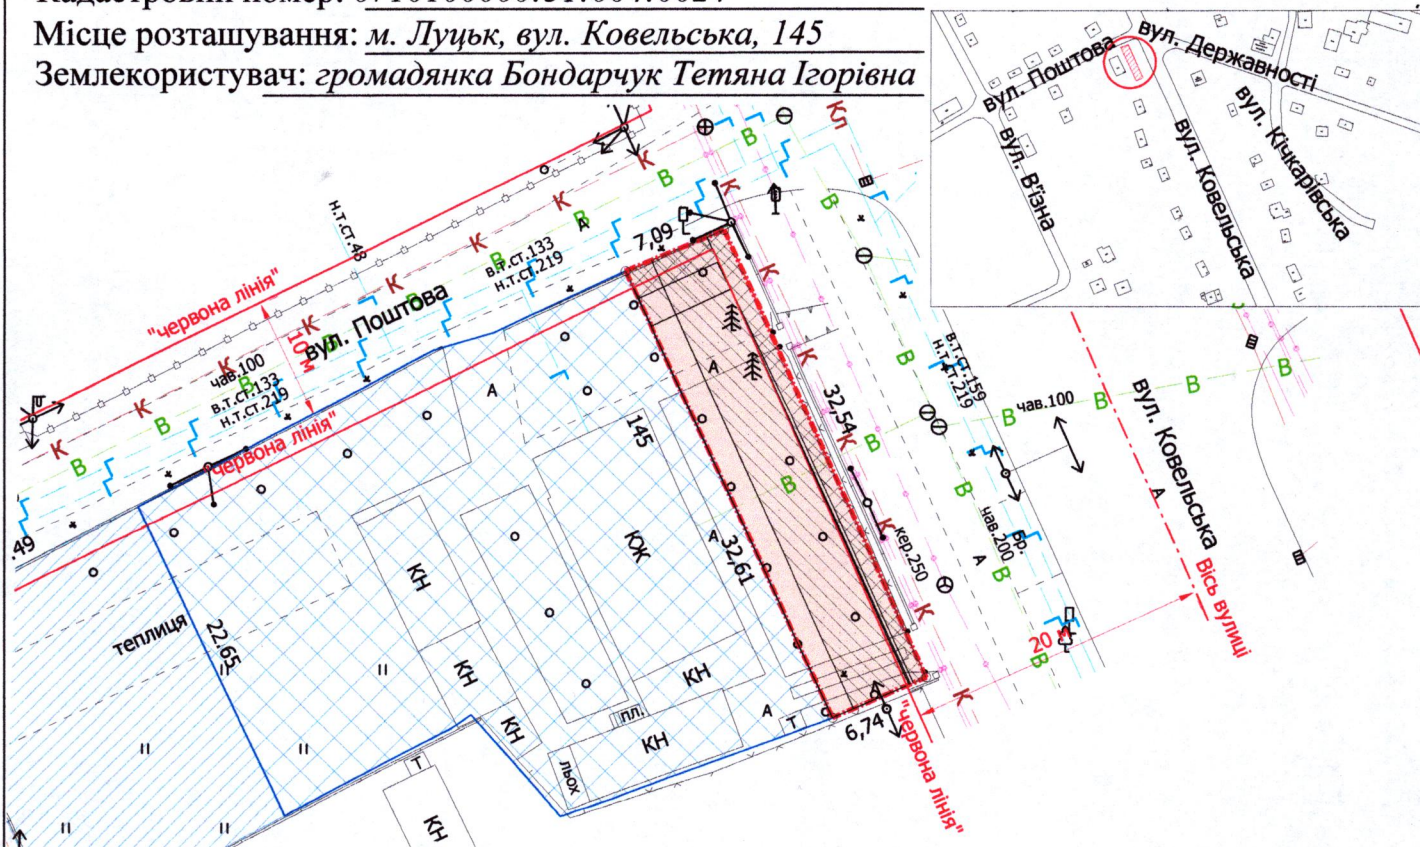 Місце розташування: м. Луцьк, вул. Ковельська, 145
Землекористувач: громадянка Бондарчук Тетяна Ігорівна
вул. Поштова
вул. Державності
вул. В'їзна
вул. Ковельська
вул. Кічкарівська
Кл
К
В
н.т.ст.48
7,09
А
в.т.ст.133
н.т.ст.219
"червона лінія"
вул. Поштова
10 м
чав.100
в.т.ст.133
н.т.ст.219
"червона лінія"
в.т.ст.159
н.т.ст.219
чав.100
вул. Ковельська
32,54
145
А
КЖ
32,61
кер.250
чав.200
бр.
.49
теплиця
22,65
КН
КН
КН
КН
КН
пл.
льох
Т
А
Т
6,74
20 м
Вісь вулиці
"червона лінія"
КН